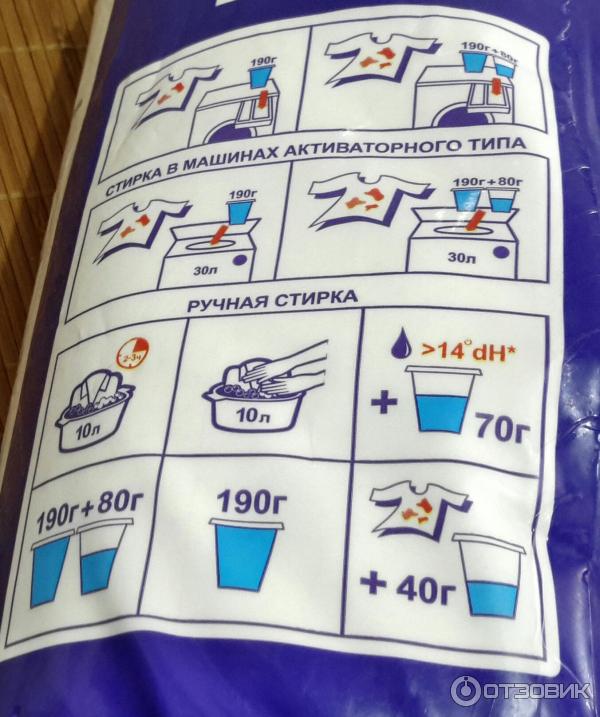 190г
190г+80г
СТИРКА В МАШИНАХ АКТИВАТОРНОГО ТИПА
190г
190г+80г
30л
30л
РУЧНАЯ СТИРКА
2-3ч
>14°dH*
10л
10л
+ 70г
190г+80г
190г
+ 40г
ОТЗОВИК